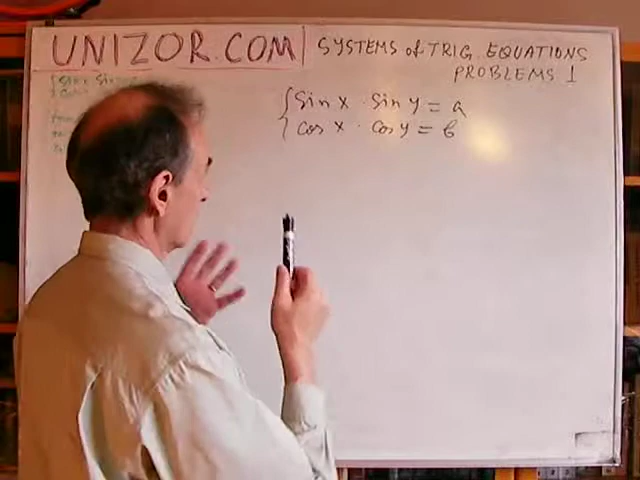 UNIZOR.COM
SYSTEMS of TRIG. EQUATIONS
PROBLEMS 1
sin x · sin y = a
cos x · cos y = b